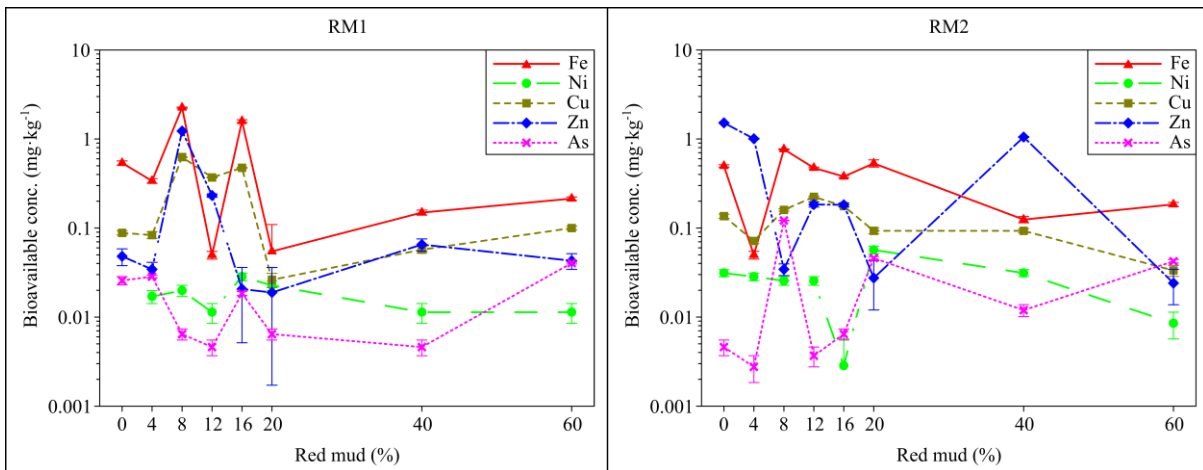 RM1
10
1
0.1
0.01
0.001
Bioavailable conc. (mg·kg⁻¹)
Fe
Ni
Cu
Zn
As
0 4 8 12 16 20 40 60
Red mud (%)
RM2
10
1
0.1
0.01
0.001
Bioavailable conc. (mg·kg⁻¹)
Fe
Ni
Cu
Zn
As
0 4 8 12 16 20 40 60
Red mud (%)